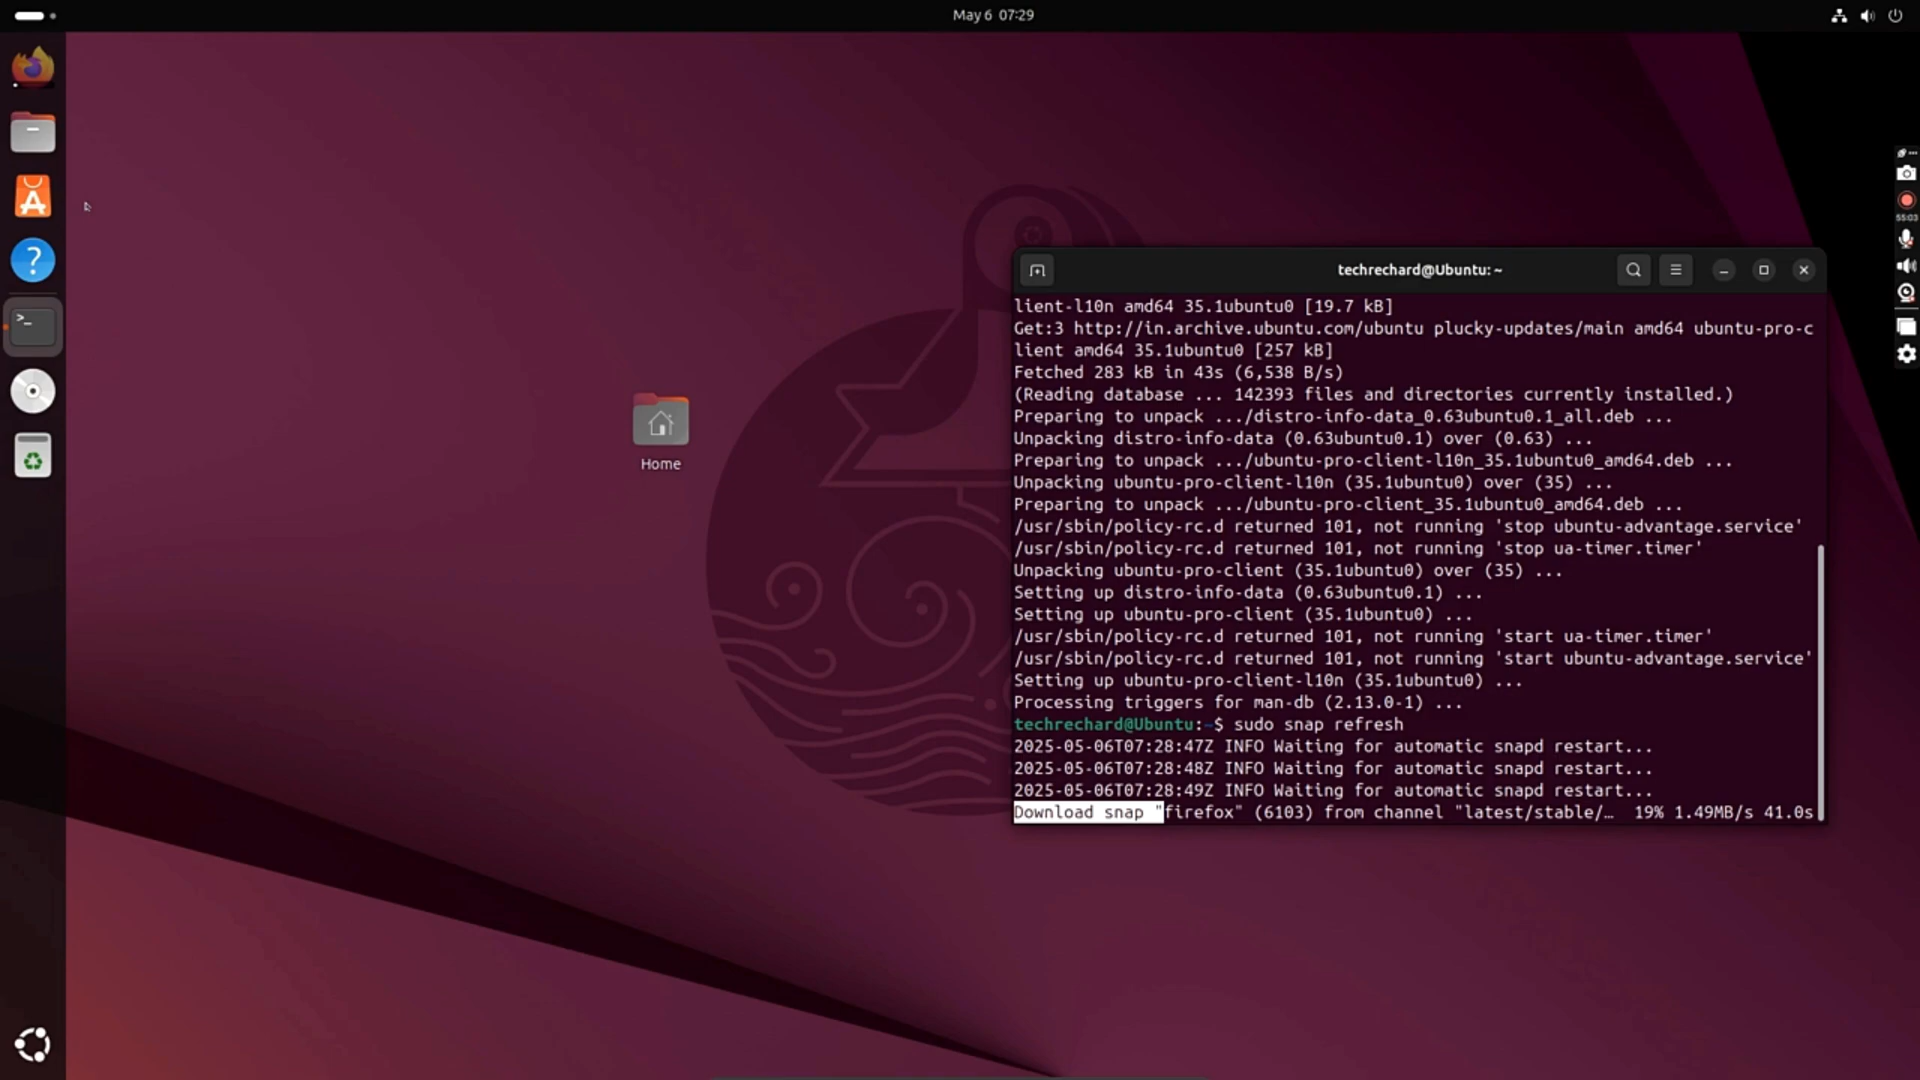 May 6 07:29
55:03
techrechard@Ubuntu: ~
lient-l10n amd64 35.1ubuntu0 [19.7 kB]
Get:3 http://in.archive.ubuntu.com/ubuntu plucky-updates/main amd64 ubuntu-pro-c
lient amd64 35.1ubuntu0 [257 kB]
Fetched 283 kB in 43s (6,538 B/s)
(Reading database ... 142393 files and directories currently installed.)
Preparing to unpack .../distro-info-data_0.63ubuntu0.1_all.deb ...
Unpacking distro-info-data (0.63ubuntu0.1) over (0.63) ...
Preparing to unpack .../ubuntu-pro-client-l10n_35.1ubuntu0_amd64.deb ...
Unpacking ubuntu-pro-client-l10n (35.1ubuntu0) over (35) ...
Preparing to unpack .../ubuntu-pro-client_35.1ubuntu0_amd64.deb ...
/usr/sbin/policy-rc.d returned 101, not running 'stop ubuntu-advantage.service'
/usr/sbin/policy-rc.d returned 101, not running 'stop ua-timer.timer'
Unpacking ubuntu-pro-client (35.1ubuntu0) over (35) ...
Setting up distro-info-data (0.63ubuntu0.1) ...
Setting up ubuntu-pro-client (35.1ubuntu0) ...
/usr/sbin/policy-rc.d returned 101, not running 'start ua-timer.timer'
/usr/sbin/policy-rc.d returned 101, not running 'start ubuntu-advantage.service'
Setting up ubuntu-pro-client-l10n (35.1ubuntu0) ...
Processing triggers for man-db (2.13.0-1) ...
techrechard@Ubuntu:~$ sudo snap refresh
2025-05-06T07:28:47Z INFO Waiting for automatic snapd restart...
2025-05-06T07:28:48Z INFO Waiting for automatic snapd restart...
2025-05-06T07:28:49Z INFO Waiting for automatic snapd restart...
Download snap "firefox" (6103) from channel "latest/stable/… 19% 1.49MB/s 41.0s
Home